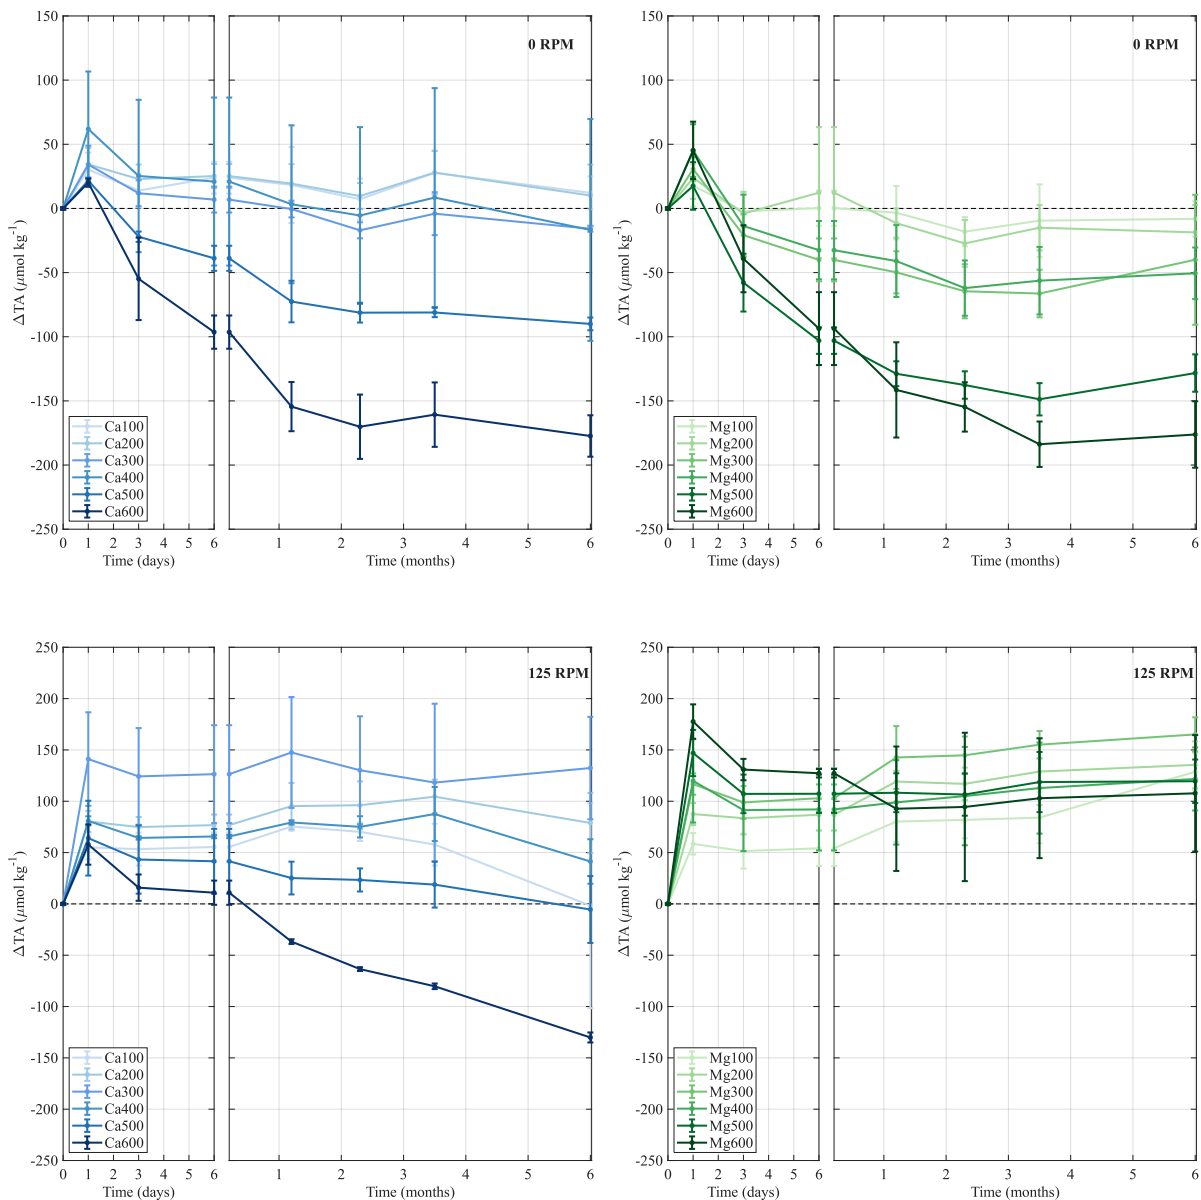 150
100
50
0
-50
-100
-150
-200
-250
ΔTA (μmol kg⁻¹)
0 RPM
Ca100
Ca200
Ca300
Ca400
Ca500
Ca600
0 1 2 3 4 5 6
1 2 3 4 5 6
Time (days)
Time (months)
150
100
50
0
-50
-100
-150
-200
-250
ΔTA (μmol kg⁻¹)
0 RPM
Mg100
Mg200
Mg300
Mg400
Mg500
Mg600
0 1 2 3 4 5 6
1 2 3 4 5 6
Time (days)
Time (months)
250
200
150
100
50
0
-50
-100
-150
-200
-250
ΔTA (μmol kg⁻¹)
125 RPM
Ca100
Ca200
Ca300
Ca400
Ca500
Ca600
0 1 2 3 4 5 6
1 2 3 4 5 6
Time (days)
Time (months)
250
200
150
100
50
0
-50
-100
-150
-200
-250
ΔTA (μmol kg⁻¹)
125 RPM
Mg100
Mg200
Mg300
Mg400
Mg500
Mg600
0 1 2 3 4 5 6
1 2 3 4 5 6
Time (days)
Time (months)